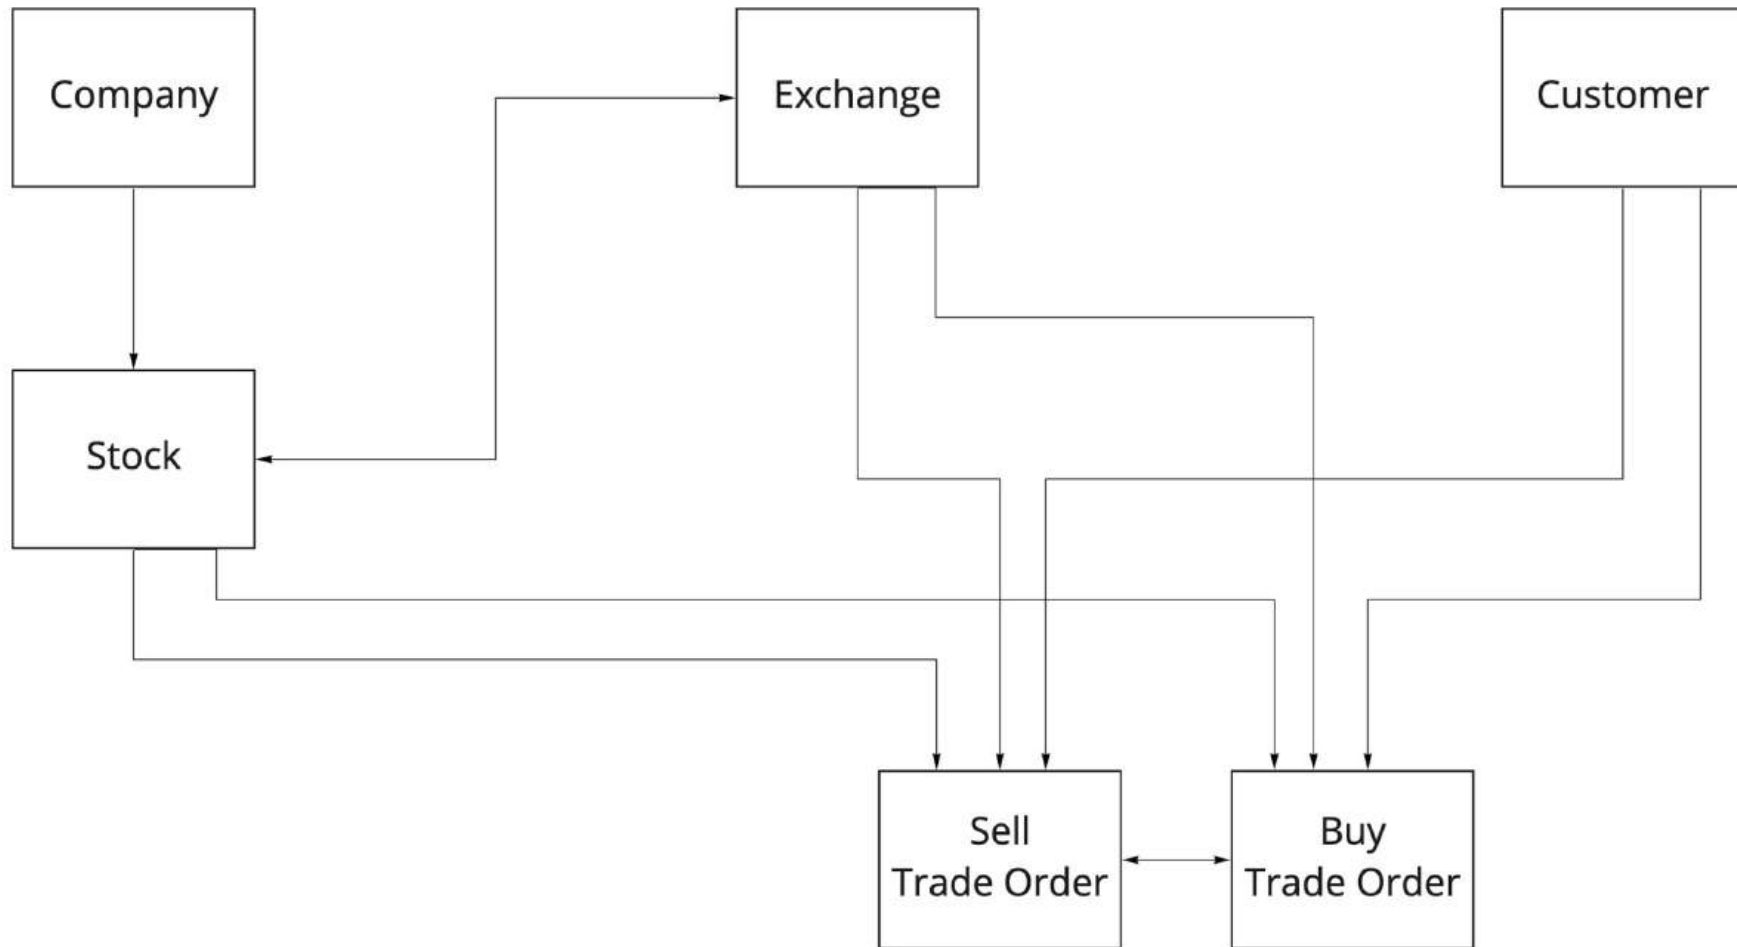 Company
Exchange
Customer
Stock
Sell
Trade Order
Buy
Trade Order